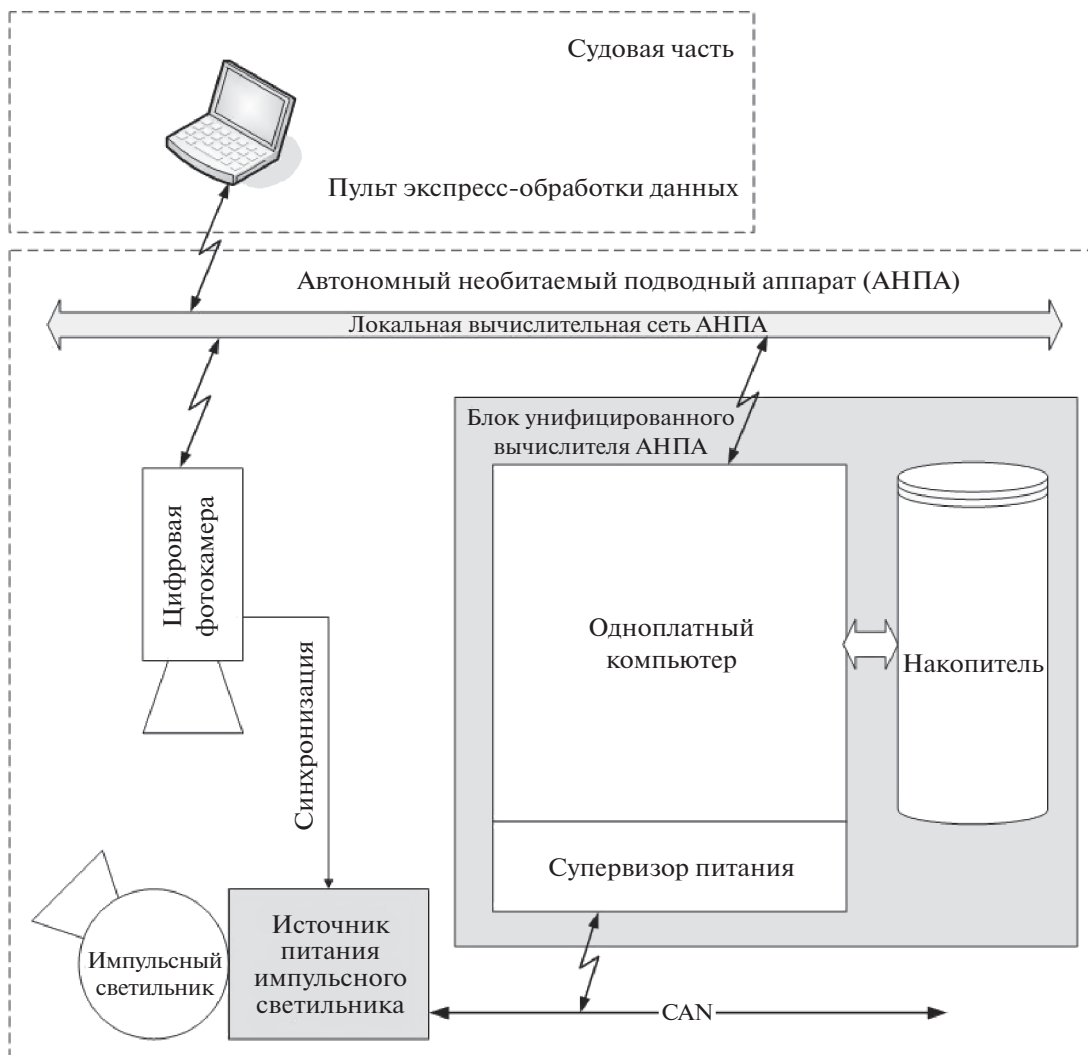 Судовая часть
Пульт экспресс-обработки данных
Автономный необитаемый подводный аппарат (АНПА)
Локальная вычислительная сеть АНПА
Блок унифицированного
вычислителя АНПА
Цифровая
фотокамера
Одноплатный
компьютер
Накопитель
Синхронизация
Супервизор питания
Импульсный
светильник
Источник
питания
импульсного
светильника
CAN